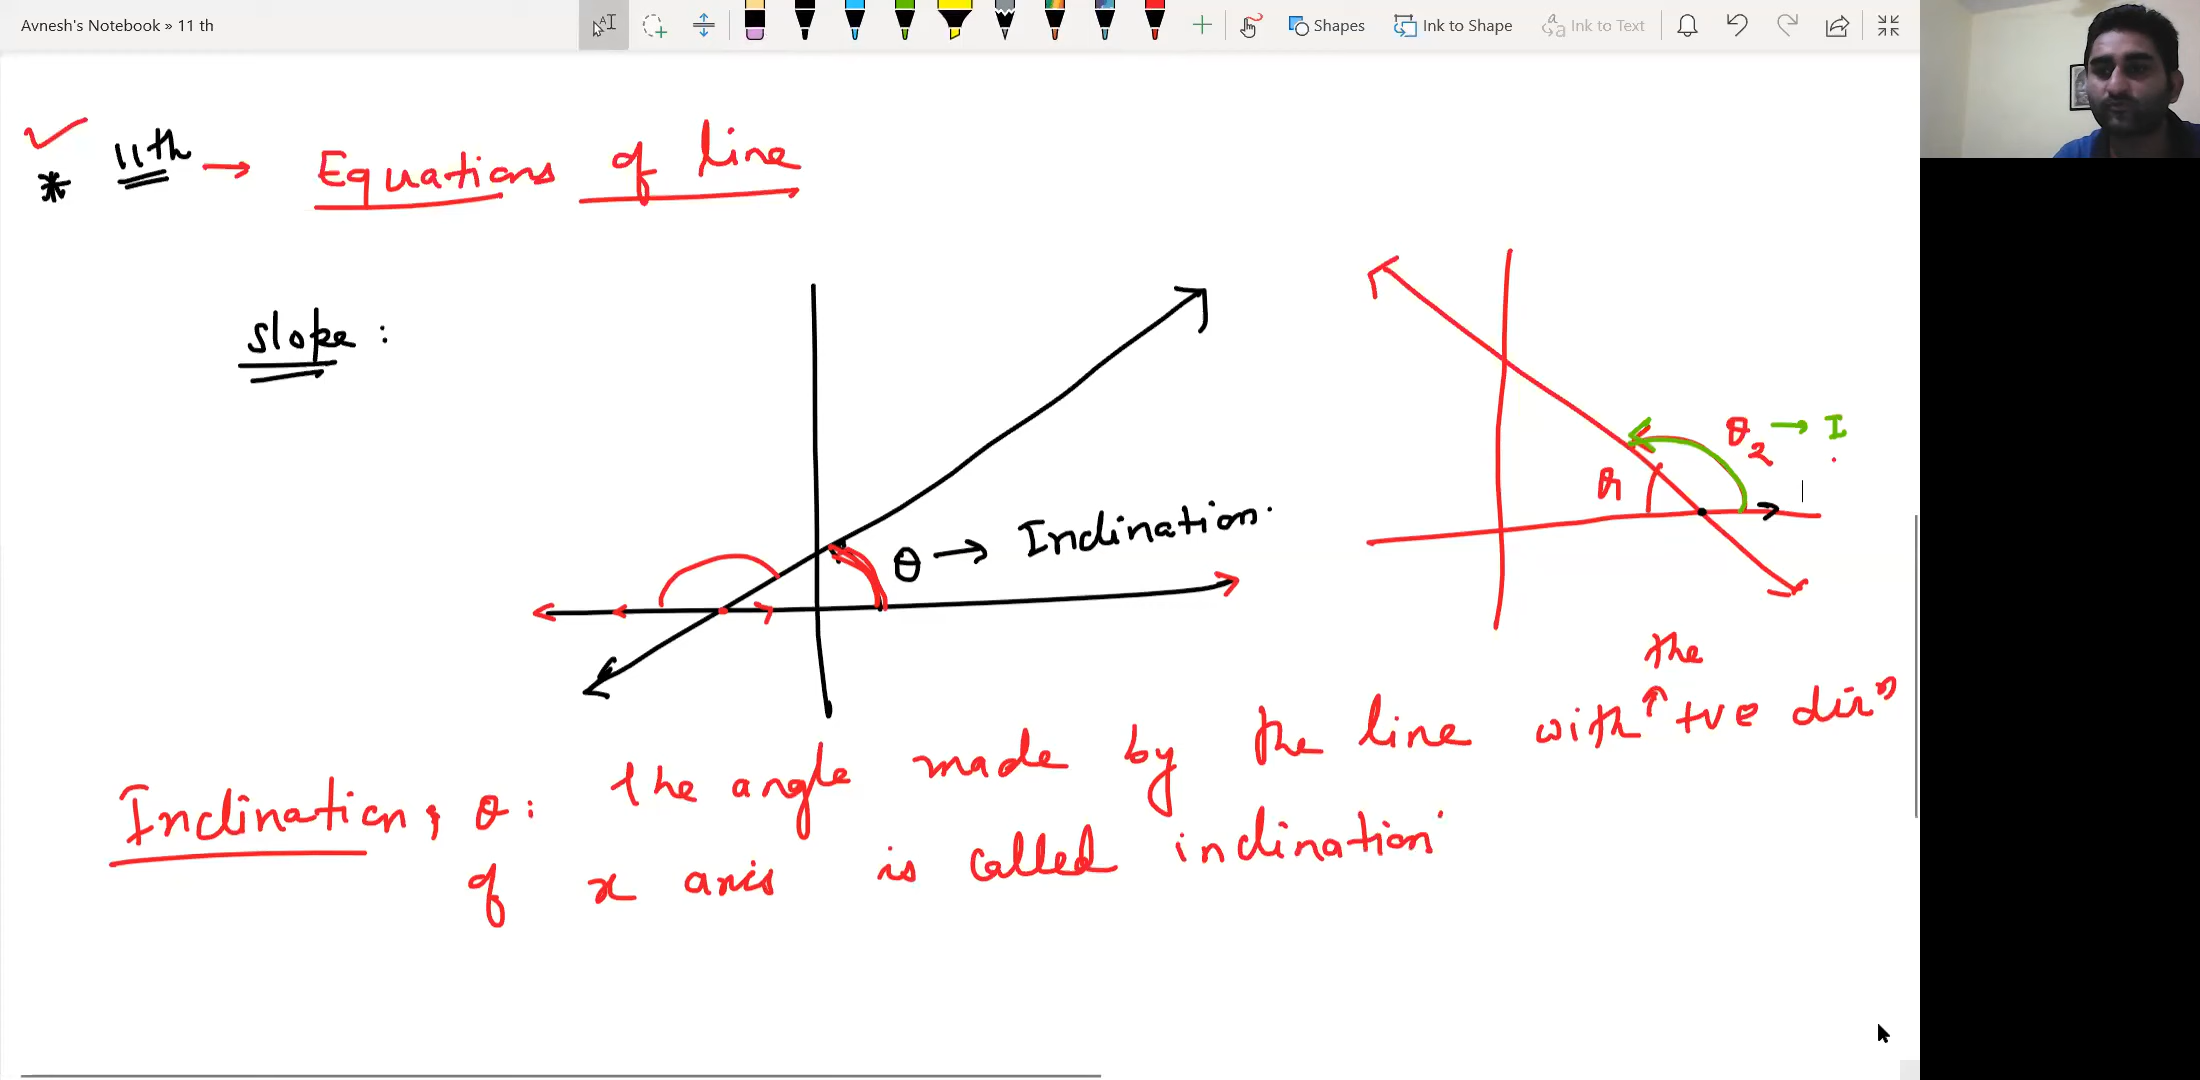 Avnesh's Notebook » 11 th
Shapes
Ink to Shape
Ink to Text
* 11th → Equations of line
slope :
θ → Inclination.
θ1
θ2 → I
the
Inclination, θ : the angle made by the line with ↑ +ve dirn
of x axis is called inclination